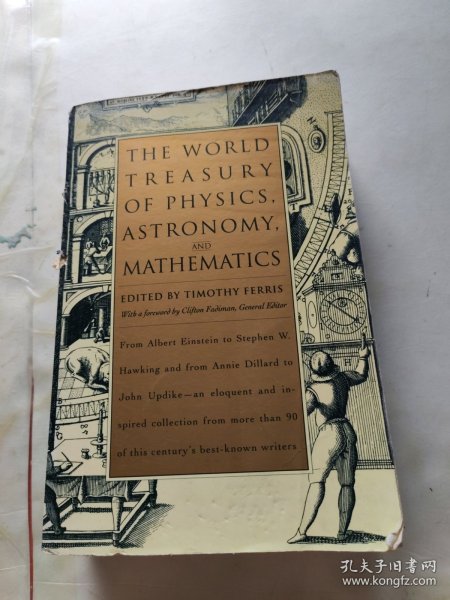 THE WORLD
TREASURY
OF PHYSICS,
ASTRONOMY,
AND
MATHEMATICS
EDITED BY TIMOTHY FERRIS
With a foreword by Clifton Fadiman, General Editor
From Albert Einstein to Stephen W.
Hawking and from Annie Dillard to
John Updike—an eloquent and in-
spired collection from more than 90
of this century's best-known writers
孔夫子旧书网
www.kongfz.com